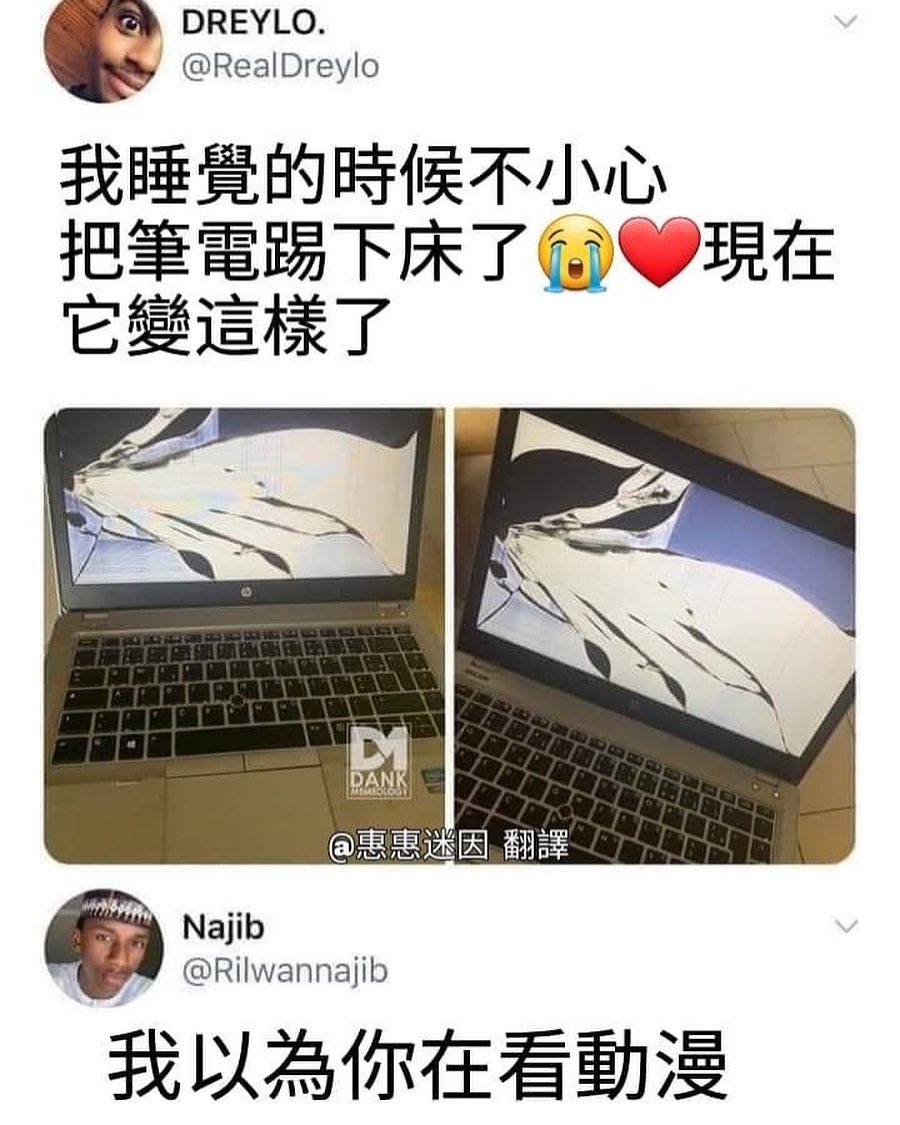 DREYLO.
@RealDreylo
我睡覺的時候不小心
把筆電踢下床了😭❤️現在
它變這樣了
hp
DM
DANK
MEMEOLOGY
@惠惠迷因 翻譯
Najib
@Rilwannajib
我以為你在看動漫